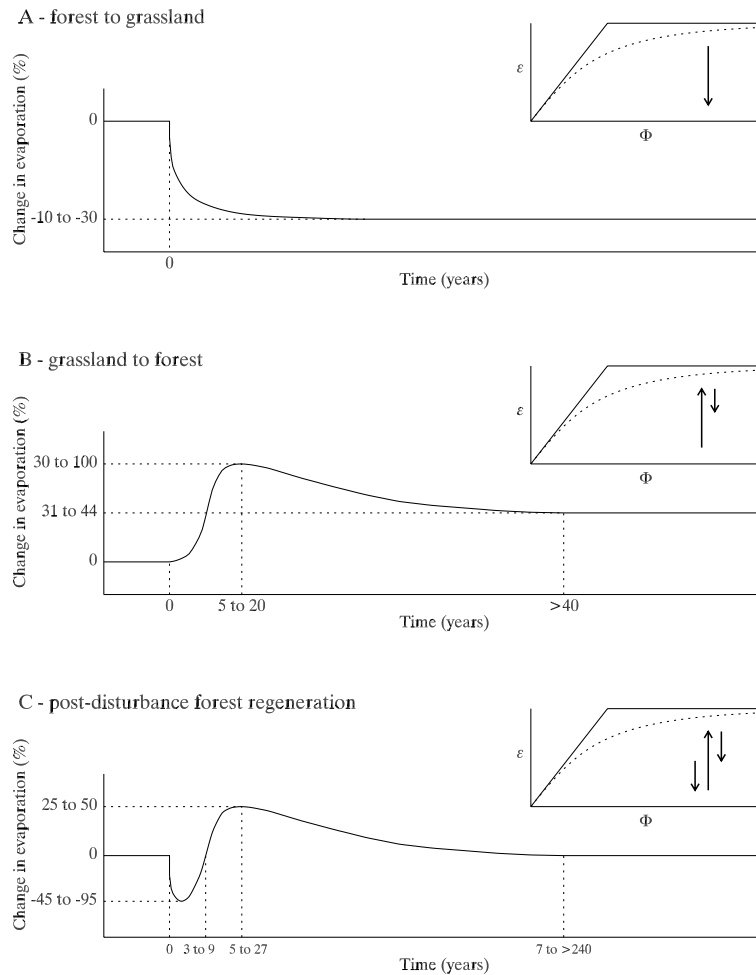 A - forest to grassland
Change in evaporation (%)
0
-10 to -30
0
Time (years)
ε
Φ
B - grassland to forest
Change in evaporation (%)
30 to 100
31 to 44
0
0 5 to 20 >40
Time (years)
ε
Φ
C - post-disturbance forest regeneration
Change in evaporation (%)
25 to 50
0
-45 to -95
0 3 to 9 5 to 27 7 to >240
Time (years)
ε
Φ